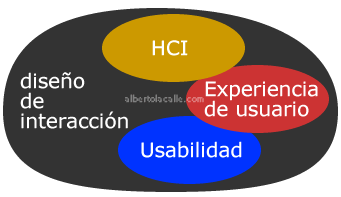 HCI
diseño
de
interacción
albertolacalle.com
Experiencia
de usuario
Usabilidad